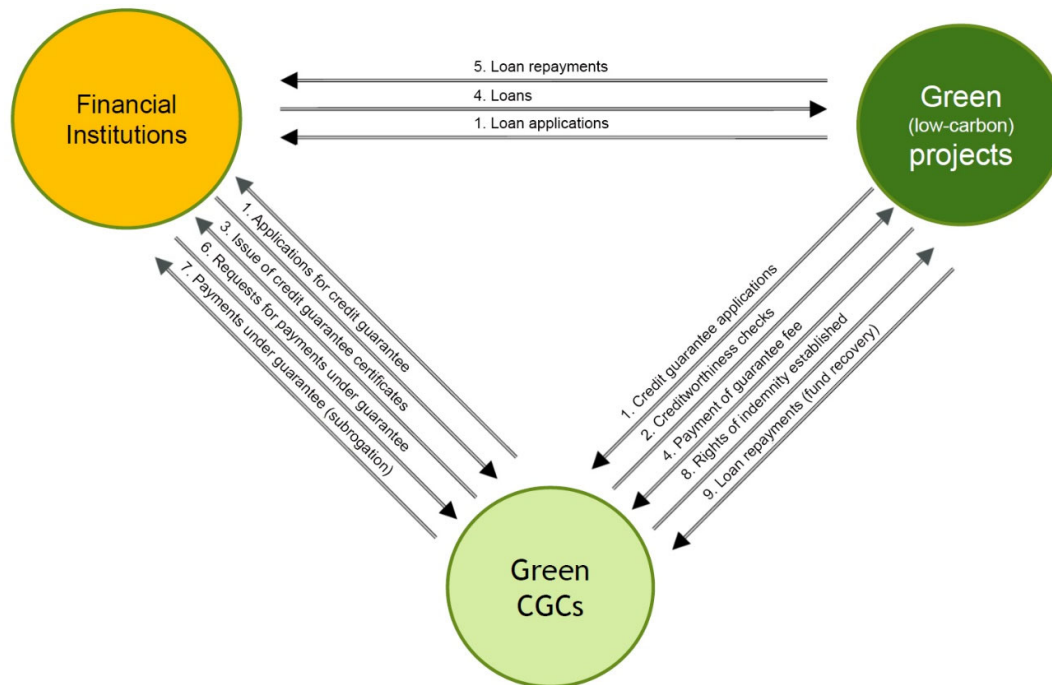 Financial
Institutions
5. Loan repayments
4. Loans
1. Loan applications
Green
(low-carbon)
projects
1. Applications for credit guarantee
3. Issue of credit guarantee certificates
6. Requests for payments under guarantee
7. Payments under guarantee (subrogation)
1. Credit guarantee applications
2. Creditworthiness checks
4. Payment of guarantee fee
8. Rights of indemnity established
9. Loan repayments (fund recovery)
Green
CGCs